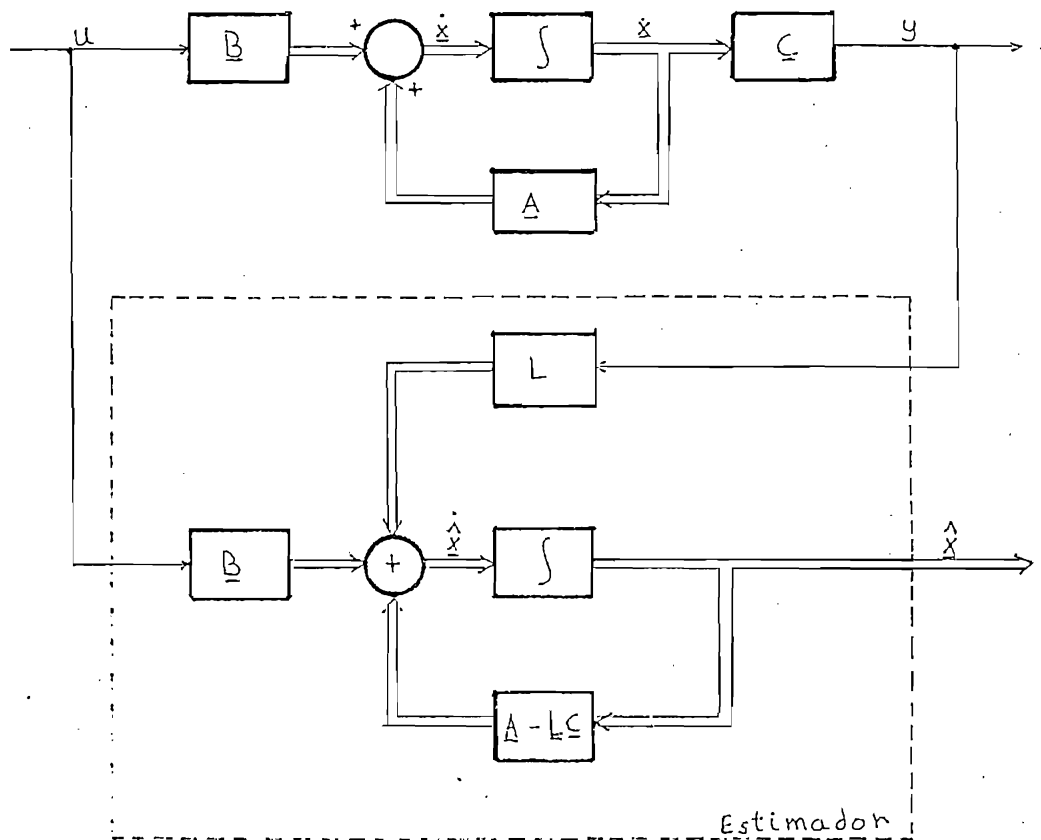 u B + ẋ ∫ ẋ C y
+
A
L
B + x̂̇ ∫ x̂
A - LC
Estimador